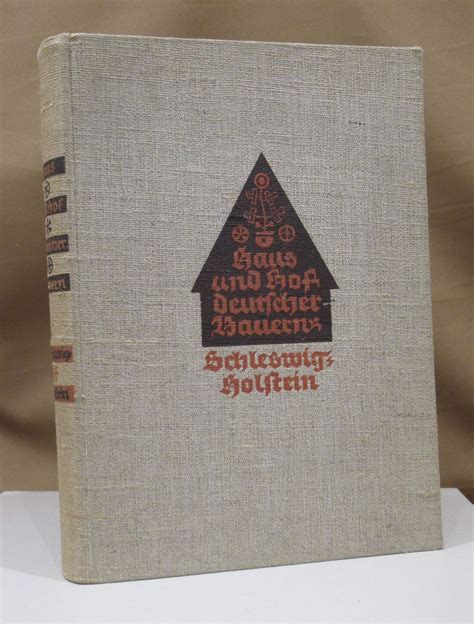 Haus
und Hof
deutscher
Bauern
Schleswig-
Holstein